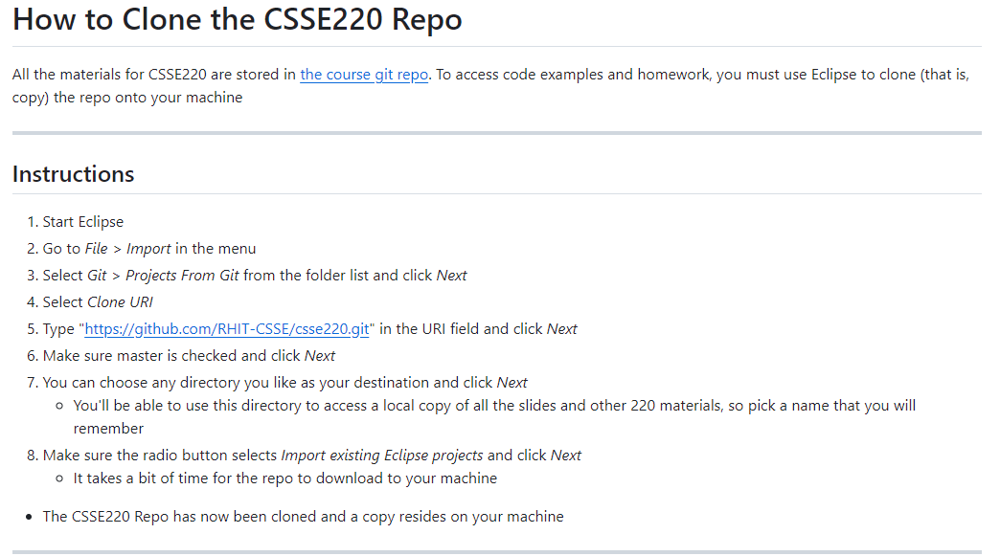 How to Clone the CSSE220 Repo
All the materials for CSSE220 are stored in the course git repo. To access code examples and homework, you must use Eclipse to clone (that is,
copy) the repo onto your machine
Instructions
1. Start Eclipse
2. Go to File > Import in the menu
3. Select Git > Projects From Git from the folder list and click Next
4. Select Clone URI
5. Type "https://github.com/RHIT-CSSE/csse220.git" in the URI field and click Next
6. Make sure master is checked and click Next
7. You can choose any directory you like as your destination and click Next
◦ You'll be able to use this directory to access a local copy of all the slides and other 220 materials, so pick a name that you will
remember
8. Make sure the radio button selects Import existing Eclipse projects and click Next
◦ It takes a bit of time for the repo to download to your machine
• The CSSE220 Repo has now been cloned and a copy resides on your machine